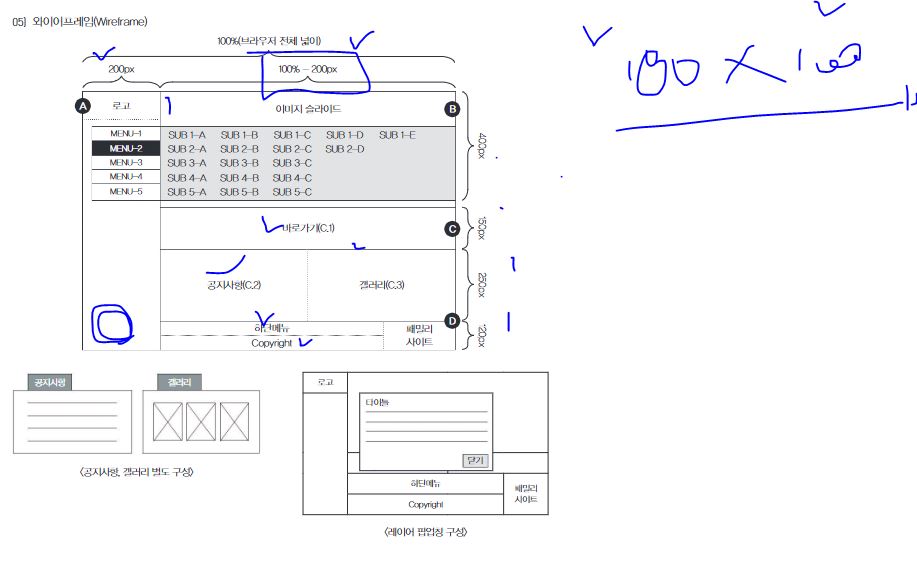 05) 와이어프레임(Wireframe)
100%(브라우저 전체 넓이)
200px
100% – 200px
A
로고
이미지 슬라이드
B
MENU–1 SUB 1–A SUB 1–B SUB 1–C SUB 1–D SUB 1–E
MENU–2 SUB 2–A SUB 2–B SUB 2–C SUB 2–D
MENU–3 SUB 3–A SUB 3–B SUB 3–C
MENU–4 SUB 4–A SUB 4–B SUB 4–C
MENU–5 SUB 5–A SUB 5–B SUB 5–C
400px
바로가기(C.1)
C
150px
공지사항(C.2)
갤러리(C.3)
250px
하단메뉴
Copyright
패밀리
사이트
D
120px
공지사항
갤러리
〈공지사항, 갤러리 별도 구성〉
로고
타이틀
닫기
하단메뉴
Copyright
패밀리
사이트
〈레이어 팝업창 구성〉